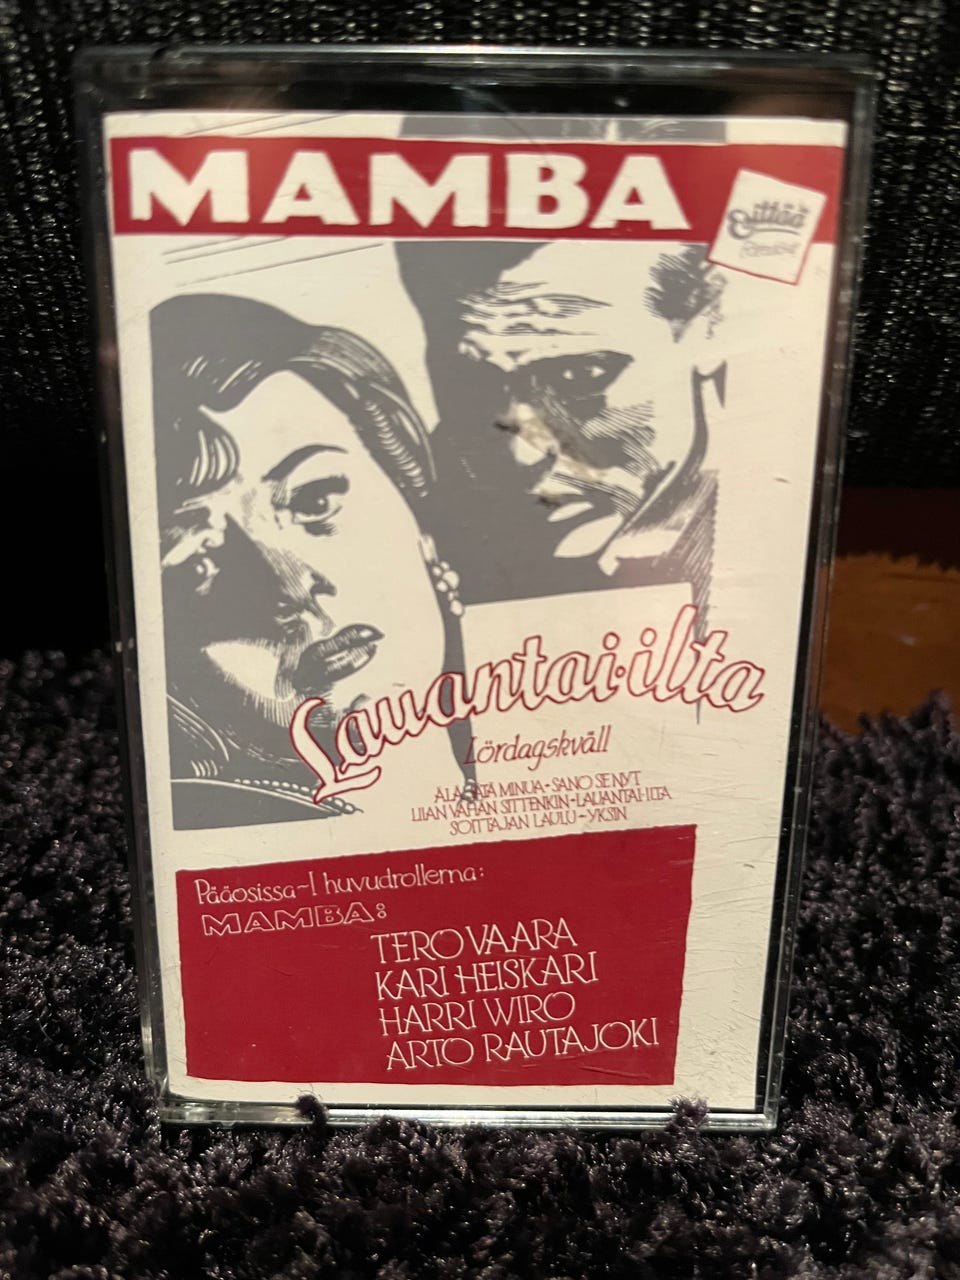 MAMBA
Esittää
Lauantai-ilta
Lördagskväll
ÄLÄ JÄTÄ MINUA - SANO SE NYT
LIIAN VÄHÄN SITTENKIN - LAUANTAI-ILTA
SOITTAJAN LAULU - YKSIN
Pääosissa - I huvudrollerna:
MAMBA:
TERO VAARA
KARI HEISKARI
HARRI WIRO
ARTO RAUTAJOKI